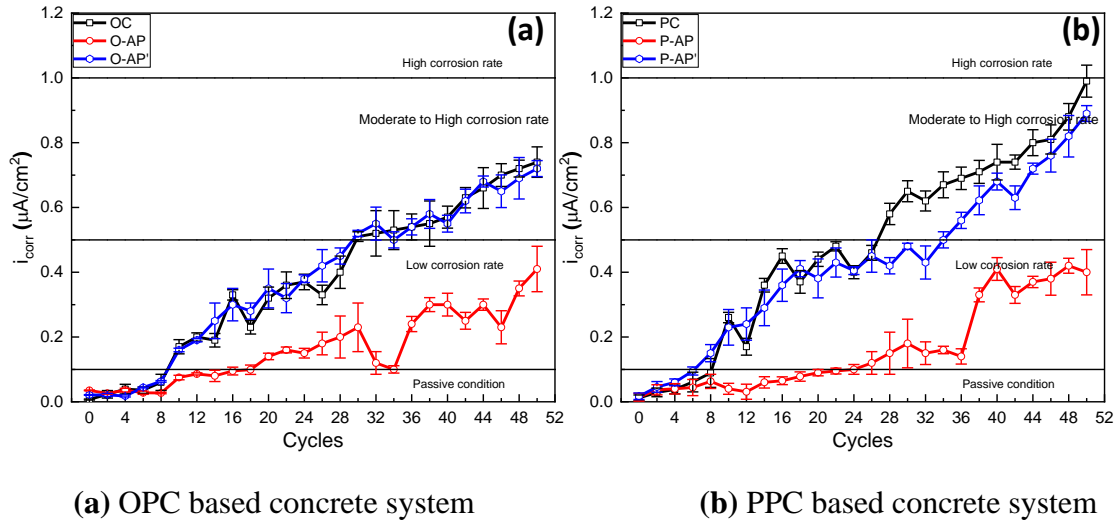 (a)
OC
O-AP
O-AP'
High corrosion rate
Moderate to High corrosion rate
Low corrosion rate
Passive condition
1.2
1.0
0.8
0.6
0.4
0.2
0.0
i_corr (µA/cm²)
0 4 8 12 16 20 24 28 32 36 40 44 48 52
Cycles
(b)
PC
P-AP
P-AP'
High corrosion rate
Moderate to High corrosion rate
Low corrosion rate
Passive condition
1.2
1.0
0.8
0.6
0.4
0.2
0.0
i_corr (µA/cm²)
0 4 8 12 16 20 24 28 32 36 40 44 48 52
Cycles
(a) OPC based concrete system
(b) PPC based concrete system